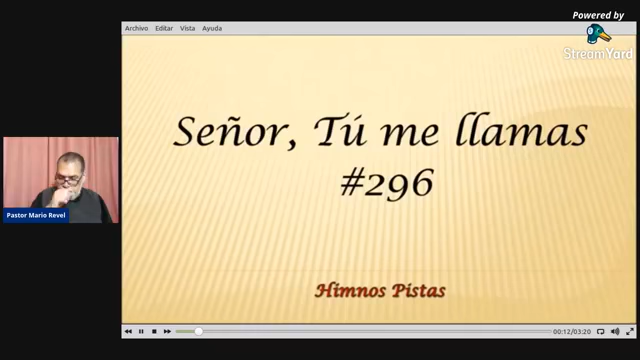 Powered by
StreamYard
Archivo Editar Vista Ayuda
Señor, Tú me llamas
#296
Himnos Pistas
Pastor Mario Revel
00:12/03:20